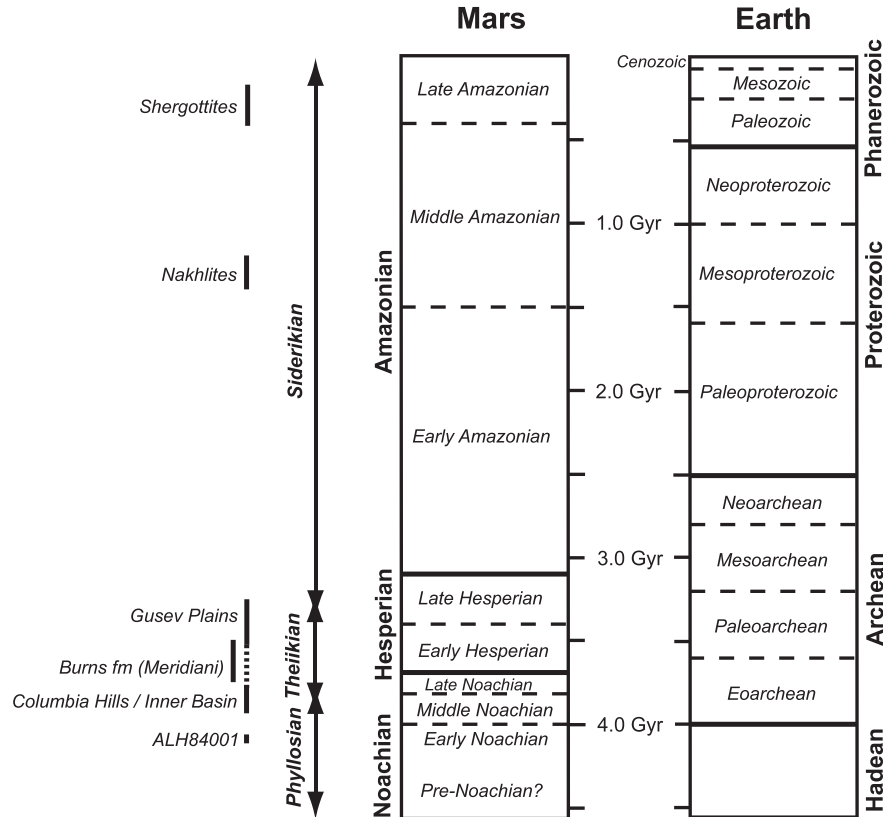 Mars
Earth
Shergottites
Nakhlites
Gusev Plains
Burns fm (Meridiani)
Columbia Hills / Inner Basin
ALH84001
Siderikian
Theiikian
Phyllosian
Amazonian
Hesperian
Noachian
Late Amazonian
Middle Amazonian
Early Amazonian
Late Hesperian
Early Hesperian
Late Noachian
Middle Noachian
Early Noachian
Pre-Noachian?
1.0 Gyr
2.0 Gyr
3.0 Gyr
4.0 Gyr
Cenozoic
Mesozoic
Paleozoic
Neoproterozoic
Mesoproterozoic
Paleoproterozoic
Neoarchean
Mesoarchean
Paleoarchean
Eoarchean
Phanerozoic
Proterozoic
Archean
Hadean